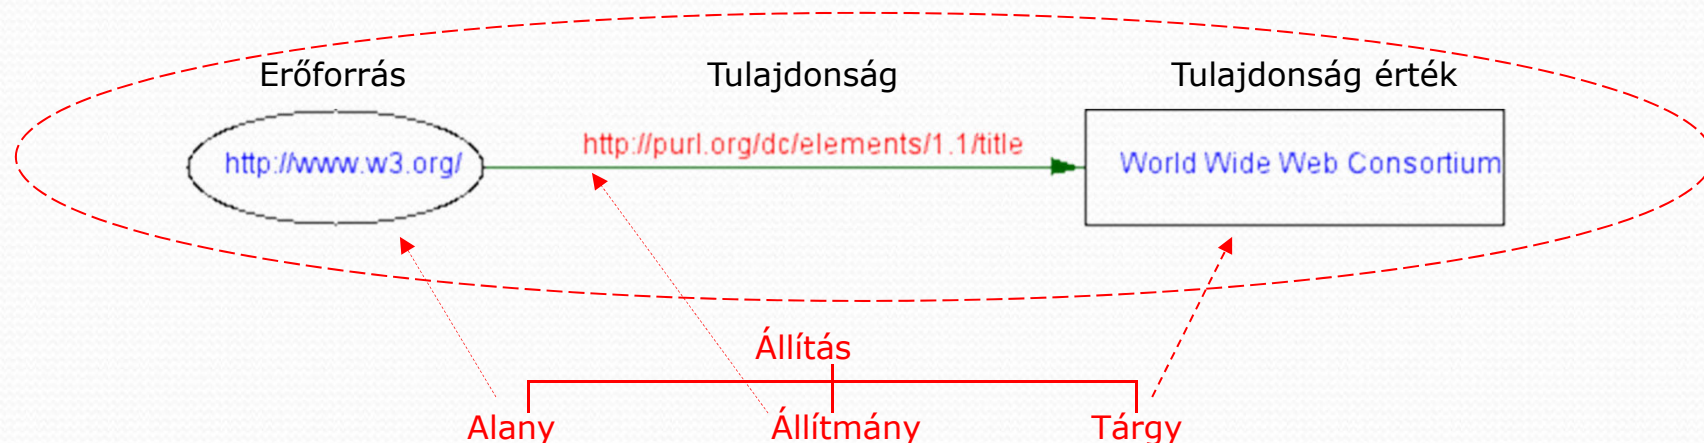 Erőforrás Tulajdonság Tulajdonság érték
http://purl.org/dc/elements/1.1/title
http://www.w3.org/ World Wide Web Consortium
Állítás
Alany Állítmány Tárgy